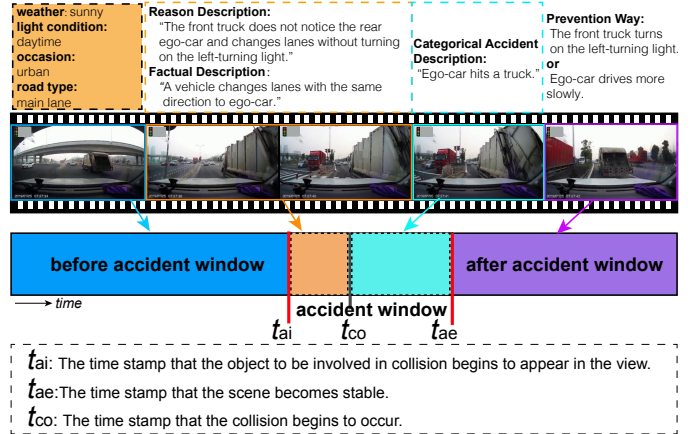 weather: sunny
light condition:
daytime
occasion:
urban
road type:
main lane
Reason Description:
"The front truck does not notice the rear
ego-car and changes lanes without turning
on the left-turning light."
Factual Description:
"A vehicle changes lanes with the same
direction to ego-car."
Categorical Accident
Description:
"Ego-car hits a truck."
Prevention Way:
The front truck turns
on the left-turning light.
or
Ego-car drives more
slowly.
before accident window
after accident window
time
accident window
tai
tco
tae
tai: The time stamp that the object to be involved in collision begins to appear in the view.
tae:The time stamp that the scene becomes stable.
tco: The time stamp that the collision begins to occur.